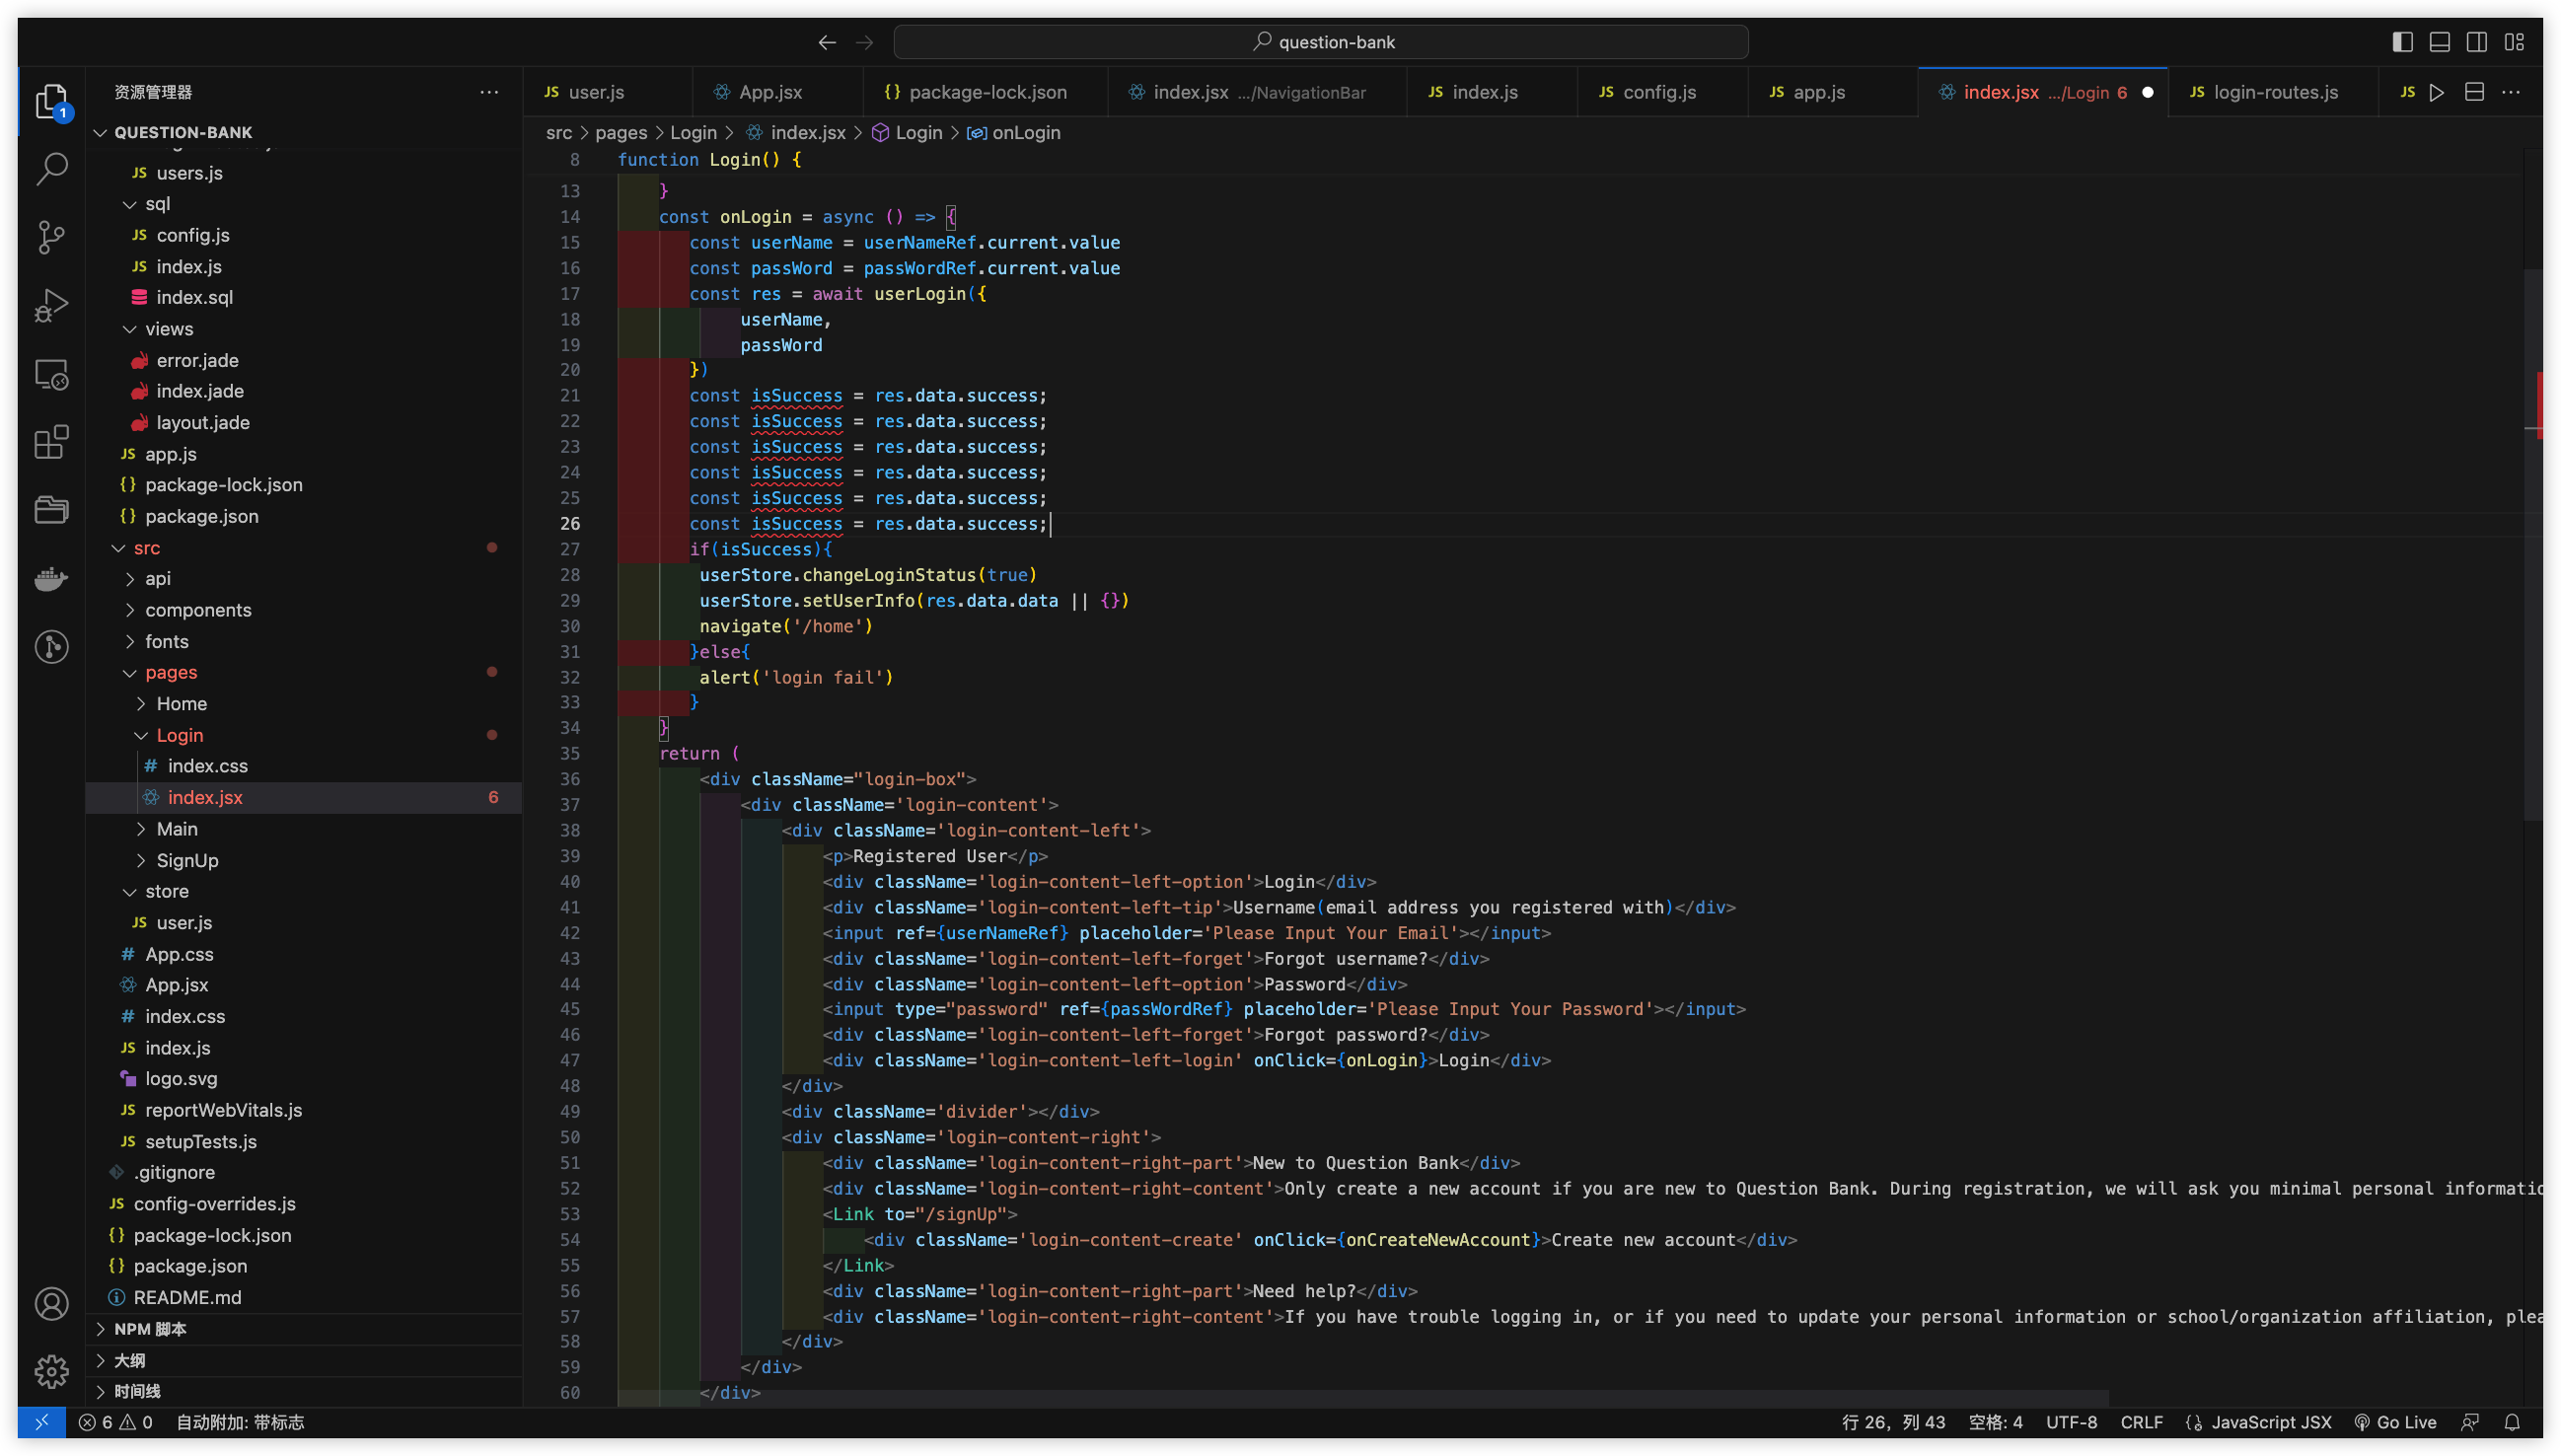 question-bank
资源管理器
QUESTION-BANK
users.js
sql
config.js
index.js
index.sql
views
error.jade
index.jade
layout.jade
app.js
package-lock.json
package.json
src
api
components
fonts
pages
Home
Login
index.css
index.jsx 6
Main
SignUp
store
user.js
App.css
App.jsx
index.css
index.js
logo.svg
reportWebVitals.js
setupTests.js
.gitignore
config-overrides.js
package-lock.json
package.json
README.md
NPM 脚本
大纲
时间线
user.js App.jsx package-lock.json index.jsx .../NavigationBar index.js config.js app.js index.jsx .../Login 6 login-routes.js
src > pages > Login > index.jsx > Login > onLogin
8 function Login() {
13 }
14 const onLogin = async () => {
15 const userName = userNameRef.current.value
16 const passWord = passWordRef.current.value
17 const res = await userLogin({
18 userName,
19 passWord
20 })
21 const isSuccess = res.data.success;
22 const isSuccess = res.data.success;
23 const isSuccess = res.data.success;
24 const isSuccess = res.data.success;
25 const isSuccess = res.data.success;
26 const isSuccess = res.data.success;
27 if(isSuccess){
28 userStore.changeLoginStatus(true)
29 userStore.setUserInfo(res.data.data || {})
30 navigate('/home')
31 }else{
32 alert('login fail')
33 }
34 }
35 return (
36 <div className="login-box">
37 <div className='login-content'>
38 <div className='login-content-left'>
39 <p>Registered User</p>
40 <div className='login-content-left-option'>Login</div>
41 <div className='login-content-left-tip'>Username(email address you registered with)</div>
42 <input ref={userNameRef} placeholder='Please Input Your Email'></input>
43 <div className='login-content-left-forget'>Forgot username?</div>
44 <div className='login-content-left-option'>Password</div>
45 <input type="password" ref={passWordRef} placeholder='Please Input Your Password'></input>
46 <div className='login-content-left-forget'>Forgot password?</div>
47 <div className='login-content-left-login' onClick={onLogin}>Login</div>
48 </div>
49 <div className='divider'></div>
50 <div className='login-content-right'>
51 <div className='login-content-right-part'>New to Question Bank</div>
52 <div className='login-content-right-content'>Only create a new account if you are new to Question Bank. During registration, we will ask you minimal personal informatio
53 <Link to="/signUp">
54 <div className='login-content-create' onClick={onCreateNewAccount}>Create new account</div>
55 </Link>
56 <div className='login-content-right-part'>Need help?</div>
57 <div className='login-content-right-content'>If you have trouble logging in, or if you need to update your personal information or school/organization affiliation, plea
58 </div>
59 </div>
60 </div>
6 0 自动附加: 带标志 行 26，列 43 空格: 4 UTF-8 CRLF JavaScript JSX Go Live